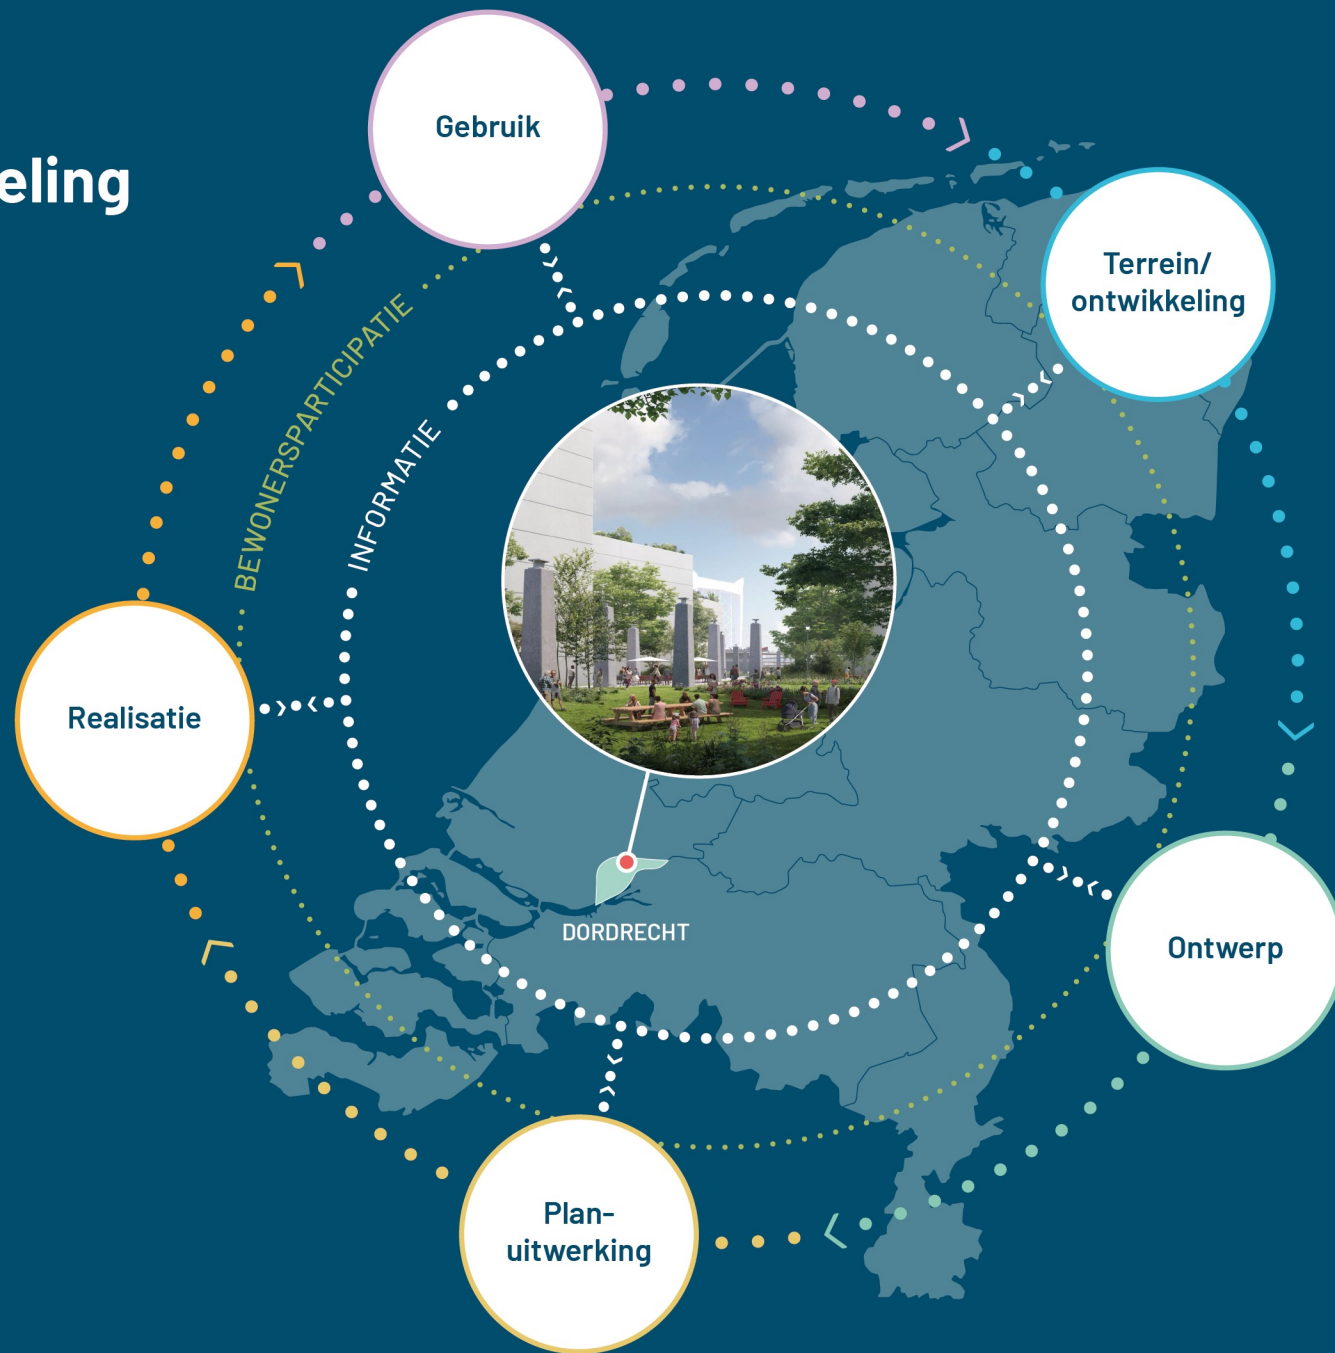 eling
Gebruik
Terrein/
ontwikkeling
BEWONERSPARTICIPATIE
INFORMATIE
Realisatie
DORDRECHT
Ontwerp
Plan-
uitwerking